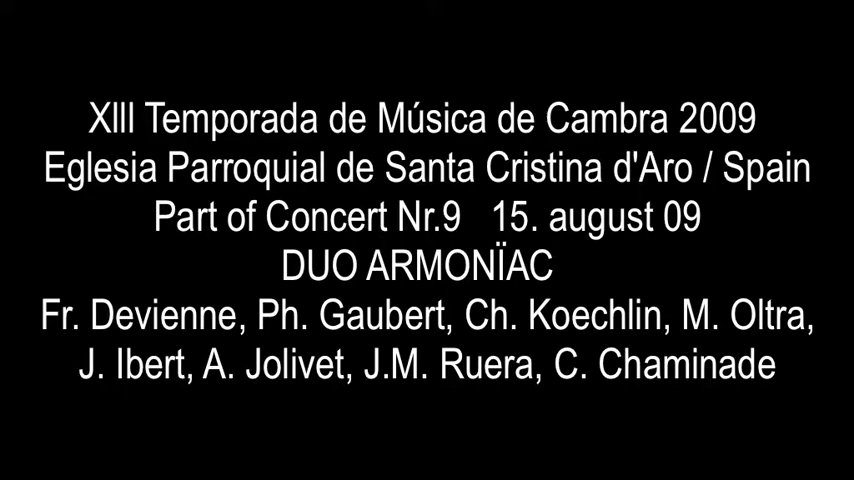 XIII Temporada de Música de Cambra 2009
Eglesia Parroquial de Santa Cristina d'Aro / Spain
Part of Concert Nr.9 15. august 09
DUO ARMONÏAC
Fr. Devienne, Ph. Gaubert, Ch. Koechlin, M. Oltra,
J. Ibert, A. Jolivet, J.M. Ruera, C. Chaminade